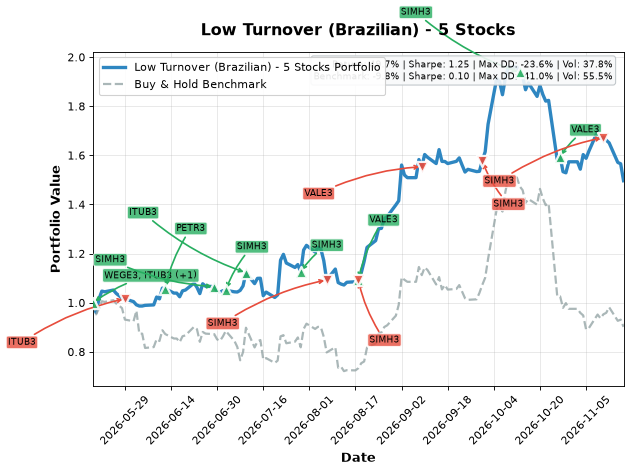 SIMH3
Low Turnover (Brazilian) - 5 Stocks
Low Turnover (Brazilian) - 5 Stocks Portfolio
Buy & Hold Benchmark
7% | Sharpe: 1.25 | Max DD: -23.6% | Vol: 37.8%
8% | Sharpe: 0.10 | Max DD 41.0% | Vol: 55.5%
2.0
1.8
1.6
1.4
1.2
1.0
0.8
Portfolio Value
VALE3
SIMH3
VALE3
SIMH3
ITUB3
VALE3
PETR3
SIMH3
SIMH3
SIMH3
WEGE3, ITUB3 (+1)
SIMH3
ITUB3
SIMH3
2026-05-29
2026-06-14
2026-06-30
2026-07-16
2026-08-01
2026-08-17
2026-09-02
2026-09-18
2026-10-04
2026-10-20
2026-11-05
Date